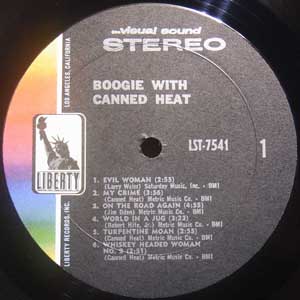 ...visual sound
STEREO
BOOGIE WITH
CANNED HEAT
LST-7541
1
LIBERTY
LOS ANGELES, CALIFORNIA
LIBERTY RECORDS, INC.
1. EVIL WOMAN (2:55)
(Larry Weiss) Saturday Music, Inc. - BMI
2. MY CRIME (3:56)
(Canned Heat) Metric Music Co. - BMI
3. ON THE ROAD AGAIN (4:55)
(Jim Oden) Metric Music Co. - BMI
4. WORLD IN A JUG (3:23)
(Canned Heat) Metric Music Co. - BMI
5. TURPENTINE MOAN (2:55)
(Canned Heat) Metric Music Co. - BMI
6. WHISKEY HEADED WOMAN
NO. 2 (2:51)
(Canned Heat) Metric Music Co. - BMI